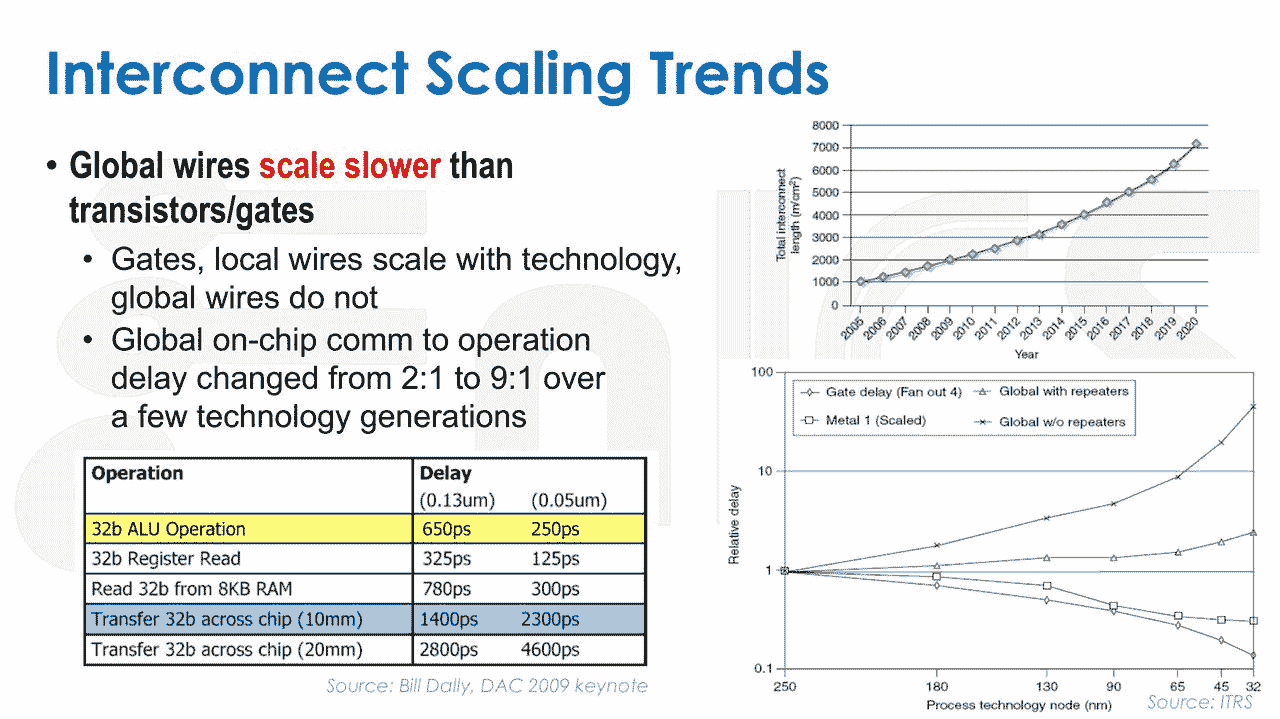 Interconnect Scaling Trends
• Global wires scale slower than
transistors/gates
• Gates, local wires scale with technology,
global wires do not
• Global on-chip comm to operation
delay changed from 2:1 to 9:1 over
a few technology generations
Operation Delay
(0.13um) (0.05um)
32b ALU Operation 650ps 250ps
32b Register Read 325ps 125ps
Read 32b from 8KB RAM 780ps 300ps
Transfer 32b across chip (10mm) 1400ps 2300ps
Transfer 32b across chip (20mm) 2800ps 4600ps
Source: Bill Dally, DAC 2009 keynote
Total interconnect
length (m/cm²)
8000
7000
6000
5000
4000
3000
2000
1000
0
2005 2006 2007 2008 2009 2010 2011 2012 2013 2014 2015 2016 2017 2018 2019 2020
Year
Relative delay
100
10
1
0.1
Gate delay (Fan out 4) Global with repeaters
Metal 1 (Scaled) Global w/o repeaters
250 180 130 90 65 45 32
Process technology node (nm)
Source: ITRS